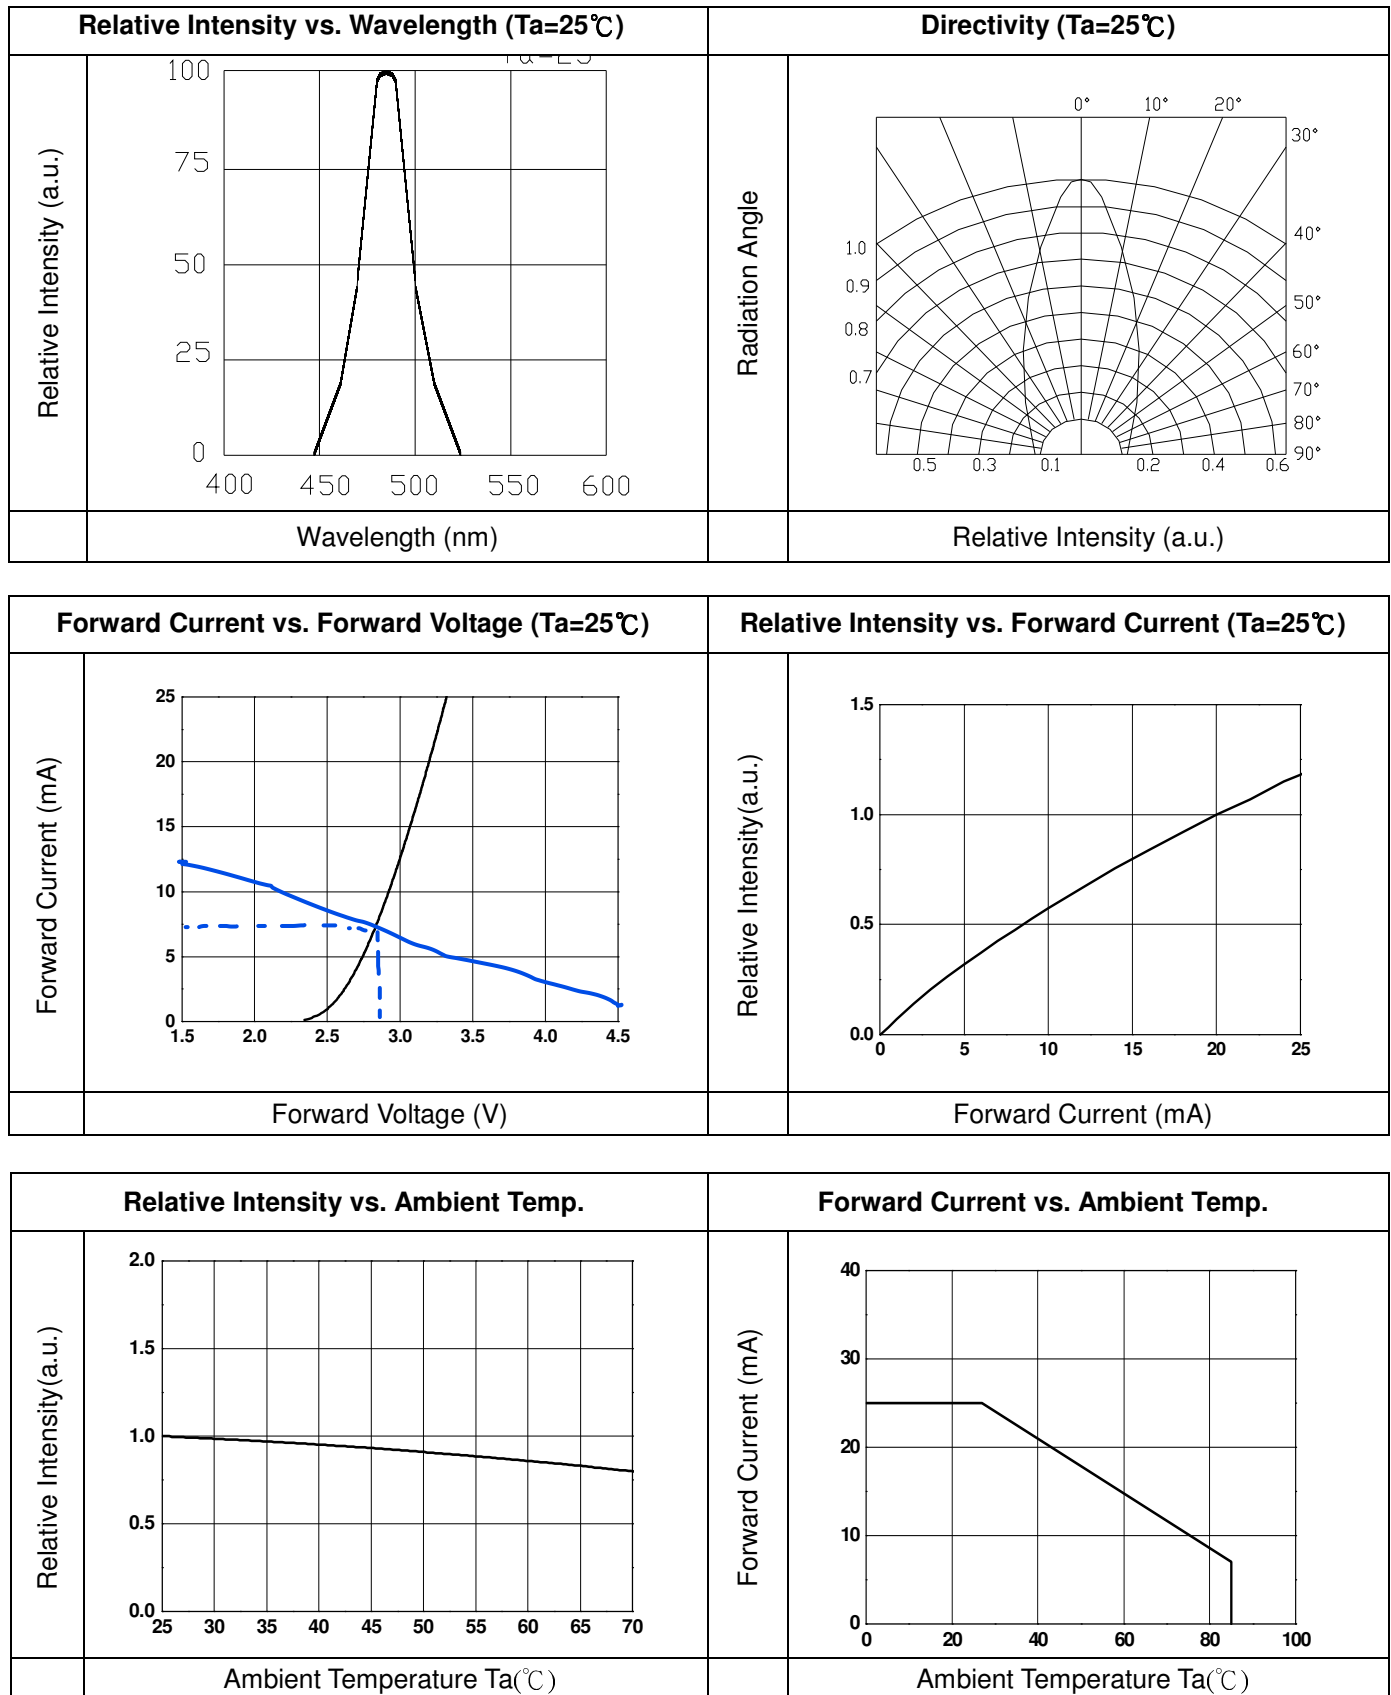 Relative Intensity vs. Wavelength (Ta=25℃)
Directivity (Ta=25℃)
Relative Intensity (a.u.)
100
75
50
25
0
400 450 500 550 600
Wavelength (nm)
Radiation Angle
0° 10° 20°
30°
40°
50°
60°
70°
80°
90°
1.0
0.9
0.8
0.7
0.5 0.3 0.1 0.2 0.4 0.6
Relative Intensity (a.u.)
Forward Current vs. Forward Voltage (Ta=25℃)
Relative Intensity vs. Forward Current (Ta=25℃)
Forward Current (mA)
25
20
15
10
5
0
1.5 2.0 2.5 3.0 3.5 4.0 4.5
Forward Voltage (V)
Relative Intensity(a.u.)
1.5
1.0
0.5
0.0
0 5 10 15 20 25
Forward Current (mA)
Relative Intensity vs. Ambient Temp.
Forward Current vs. Ambient Temp.
Relative Intensity(a.u.)
2.0
1.5
1.0
0.5
0.0
25 30 35 40 45 50 55 60 65 70
Ambient Temperature Ta(℃)
Forward Current (mA)
40
30
20
10
0
0 20 40 60 80 100
Ambient Temperature Ta(℃)